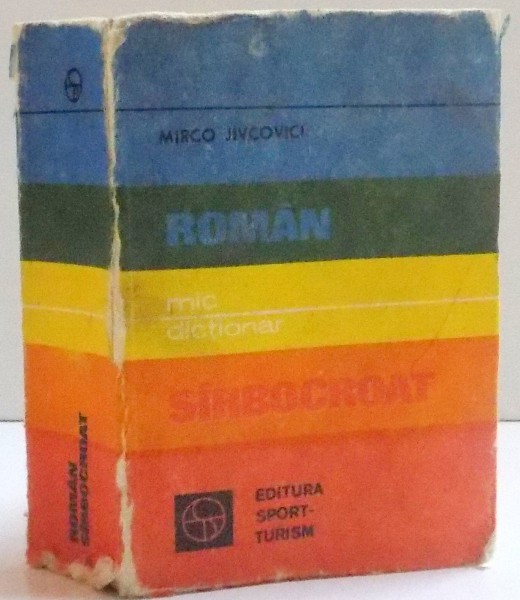 MIRCO JIVCOVICI
ROMÂN
mic
dicționar
SÎRBOCROAT
EDITURA
SPORT-
TURISM
ROMÂN
SÎRBOCROAT